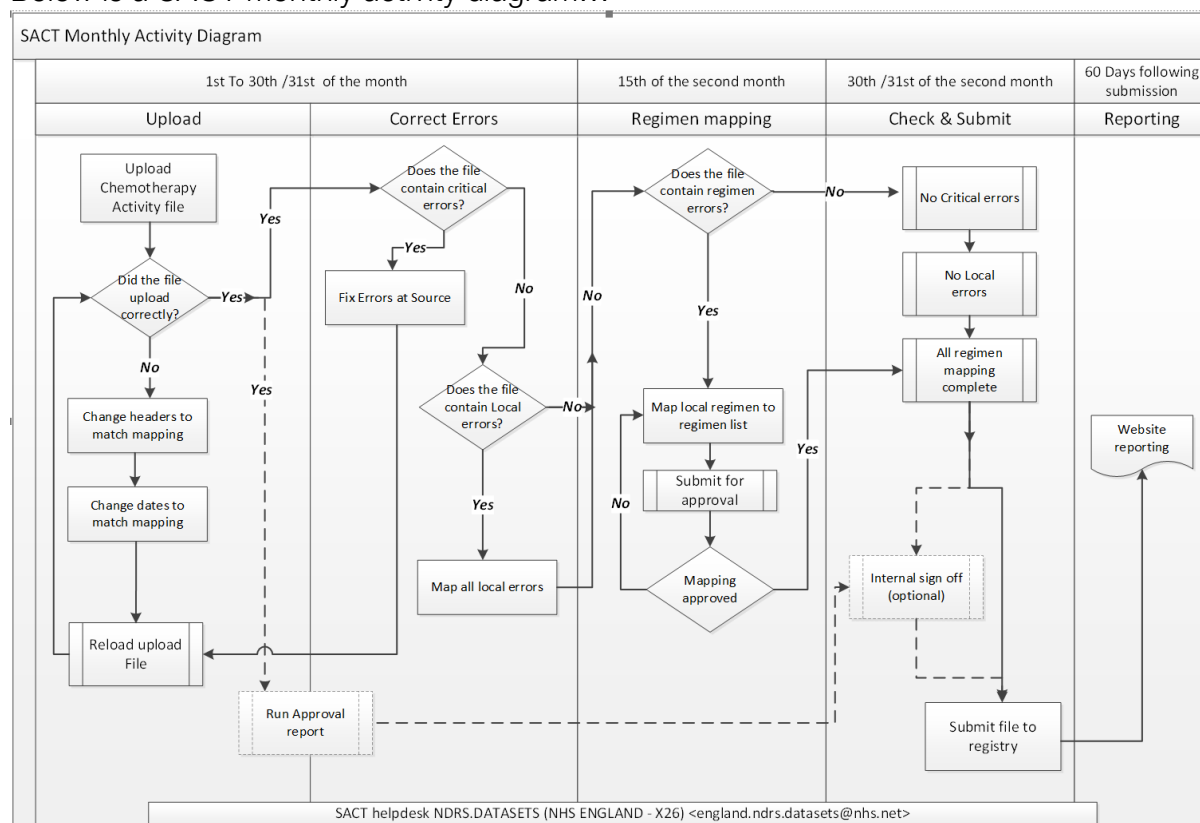 Below is a SACT monthly activity diagram…
SACT Monthly Activity Diagram
1st To 30th /31st of the month
15th of the second month
30th /31st of the second month
60 Days following
submission
Upload
Correct Errors
Regimen mapping
Check & Submit
Reporting
Upload
Chemotherapy
Activity file
Did the file
upload
correctly?
Yes
Yes
Yes
No
Change headers to
match mapping
Change dates to
match mapping
Reload upload
File
Run Approval
report
Does the file
contain critical
errors?
Yes
No
Fix Errors at Source
Does the file
contain Local
errors?
No
No
Yes
Map all local errors
Does the file
contain regimen
errors?
No
Yes
Map local regimen to
regimen list
Submit for
approval
No
Yes
Mapping
approved
No Critical errors
No Local
errors
All regimen
mapping
complete
Internal sign off
(optional)
Submit file to
registry
Website
reporting
SACT helpdesk NDRS.DATASETS (NHS ENGLAND - X26) <england.ndrs.datasets@nhs.net>